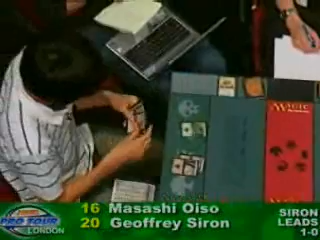 MAGIC
16 Masashi Oiso
20 Geoffrey Siron
PRO TOUR
LONDON
SIRON
LEADS
1-0